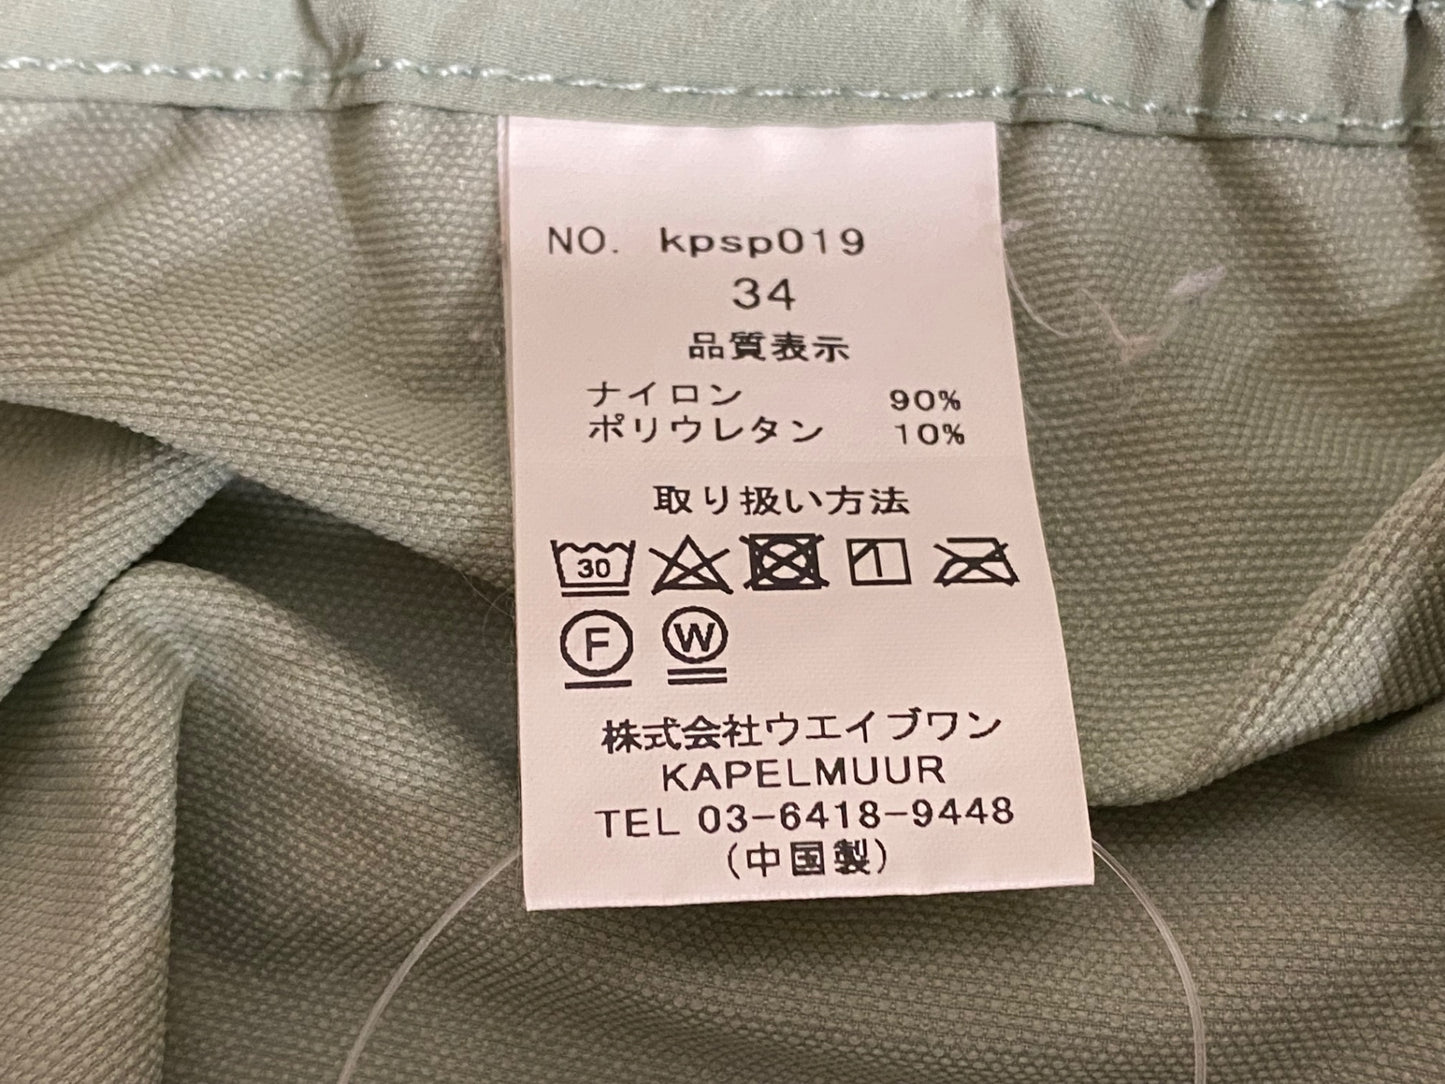 NO. kpsp019
34
品質表示
ナイロン 90%
ポリウレタン 10%
取り扱い方法
30
F W
株式会社ウエイブワン
KAPELMUUR
TEL 03-6418-9448
(中国製)